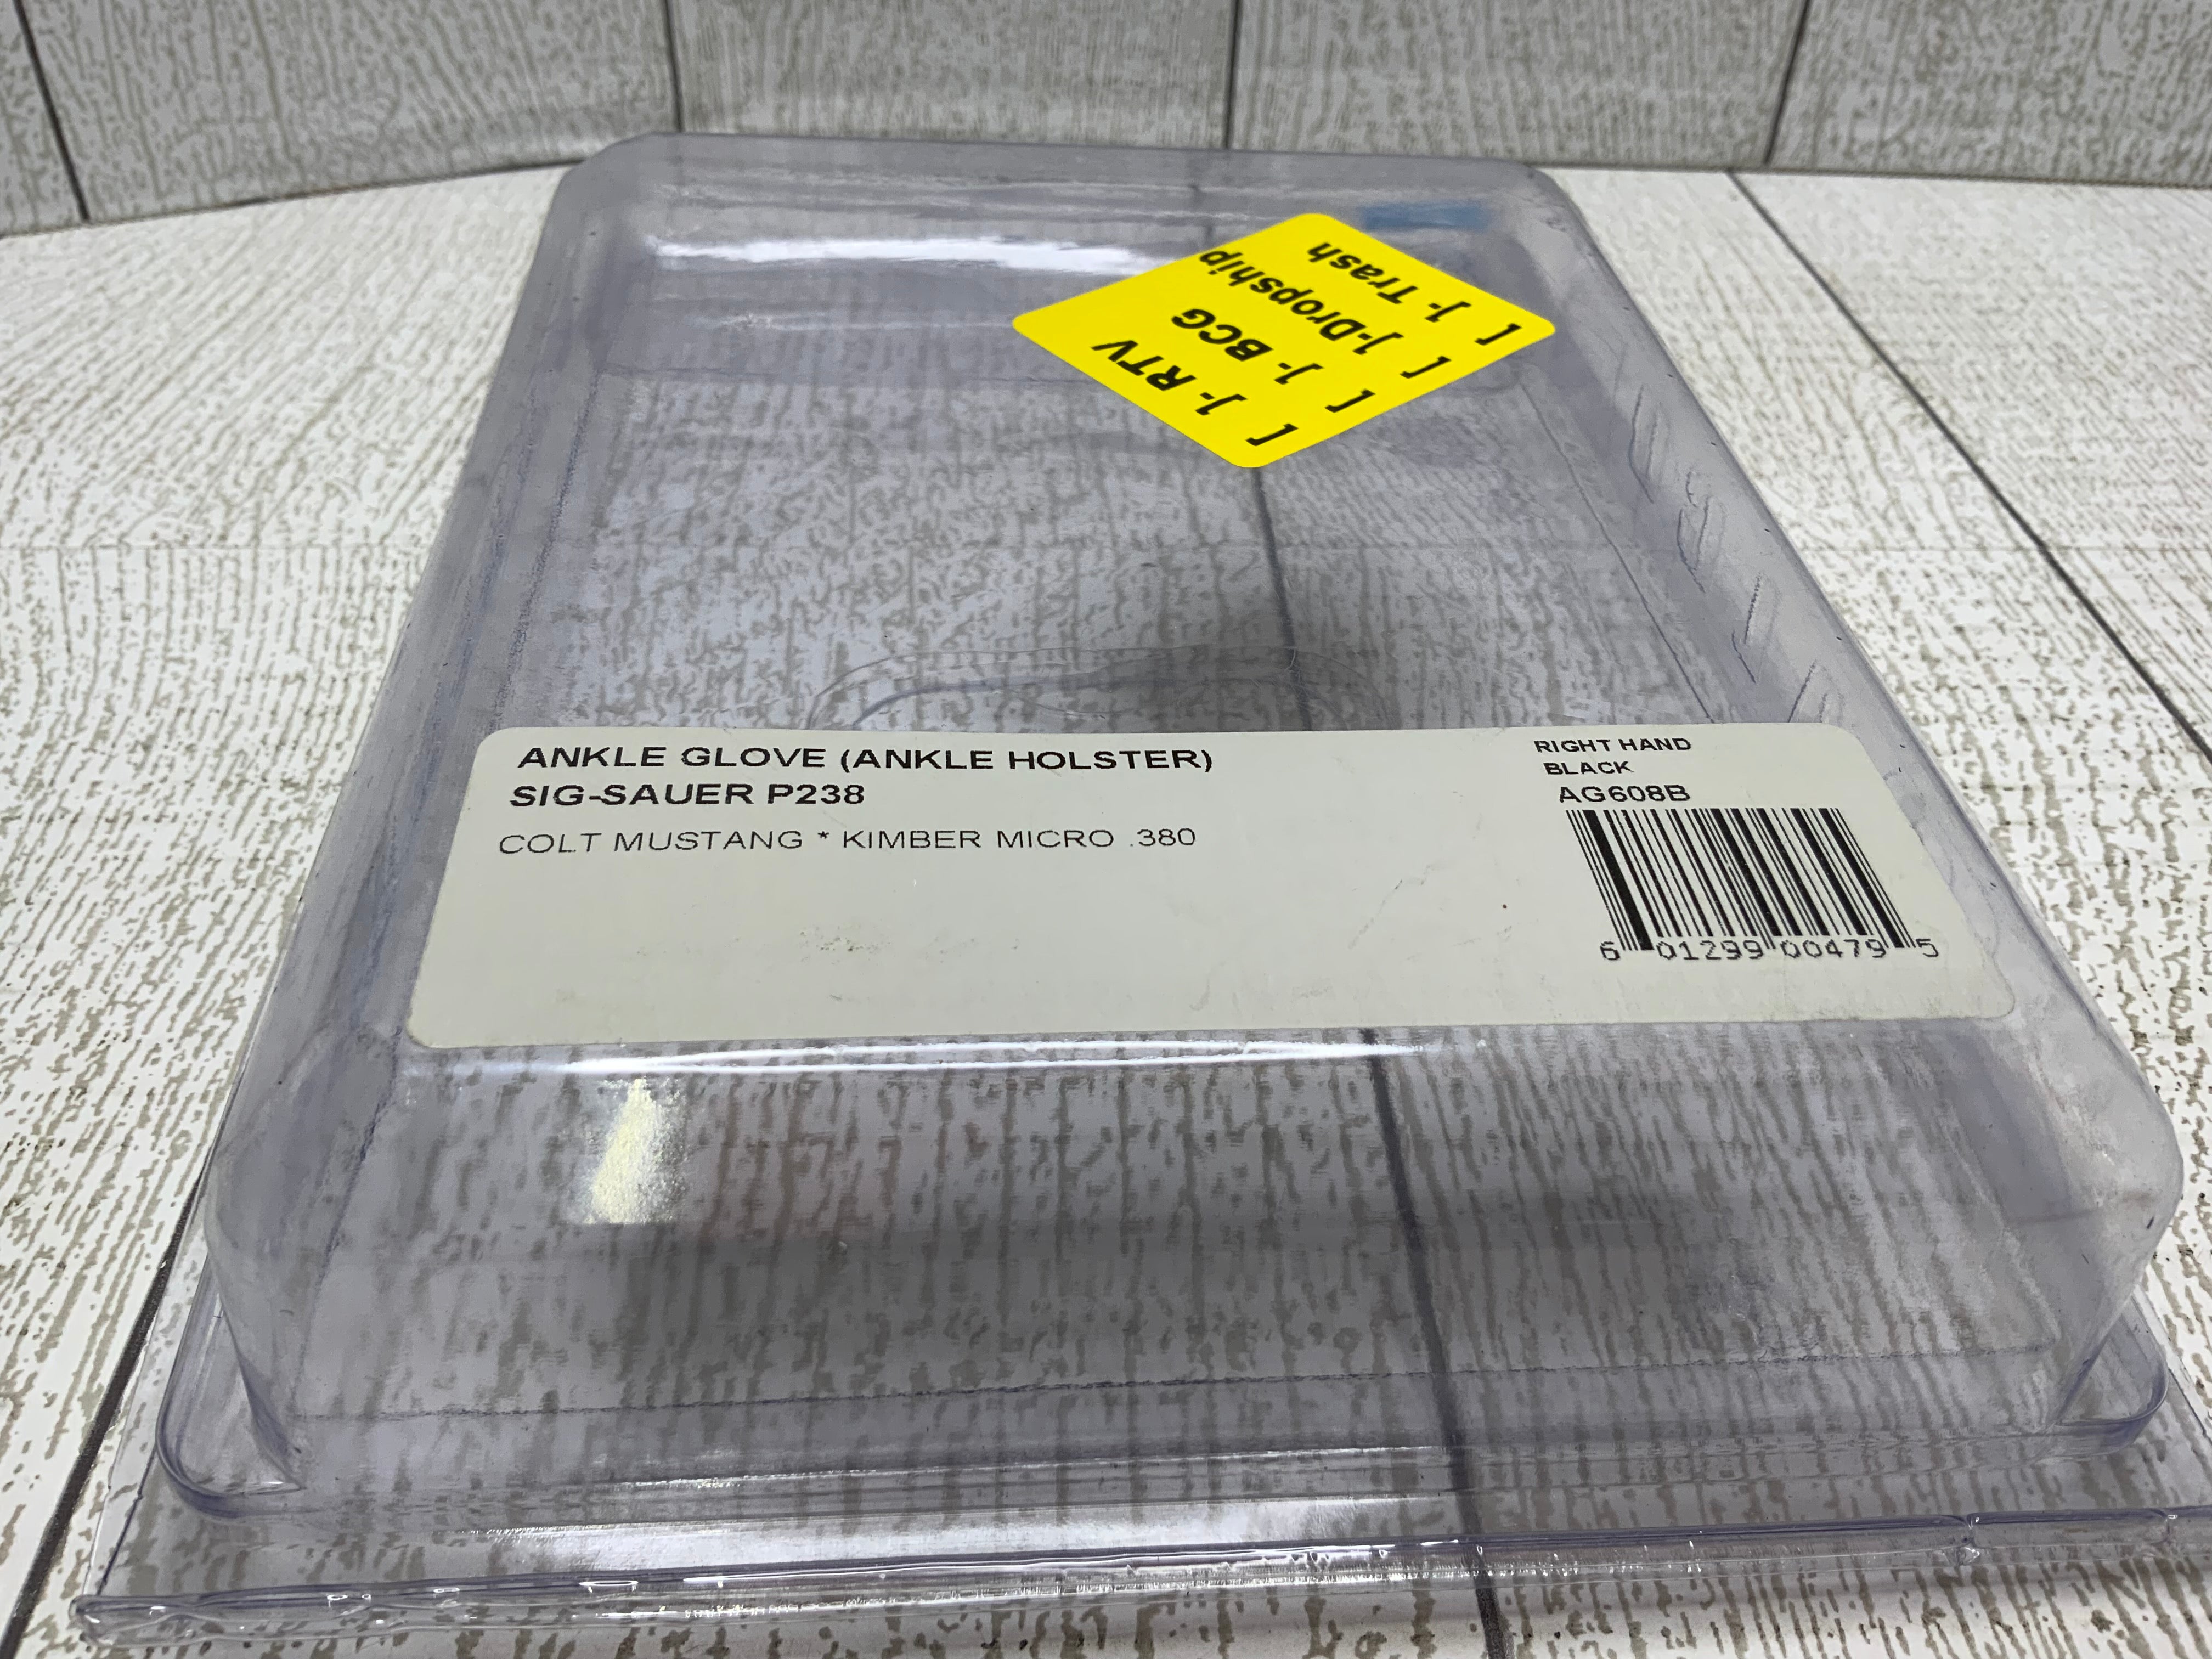 [ ]- RTV
[ ]- BCG
[ ]-Dropship
[ ]- Trash
ANKLE GLOVE (ANKLE HOLSTER)
SIG-SAUER P238
COLT MUSTANG * KIMBER MICRO .380
RIGHT HAND
BLACK
AG608B
6 01299 00479 5